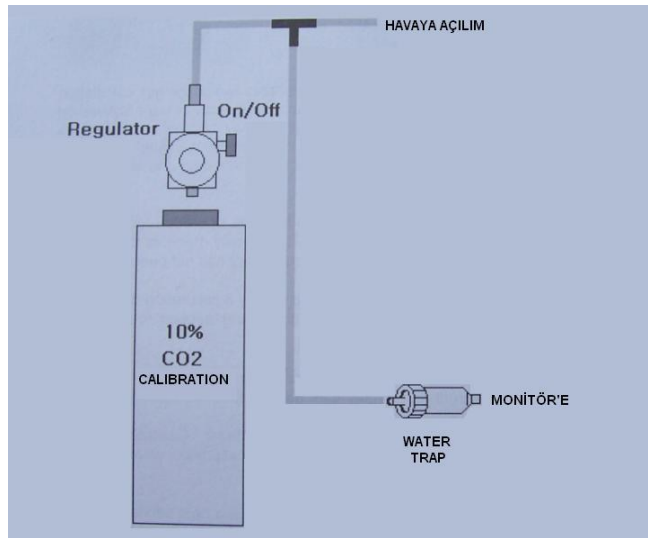 HAVAYA AÇILIM
On/Off
Regulator
10%
CO2
CALIBRATION
MONİTÖR'E
WATER
TRAP